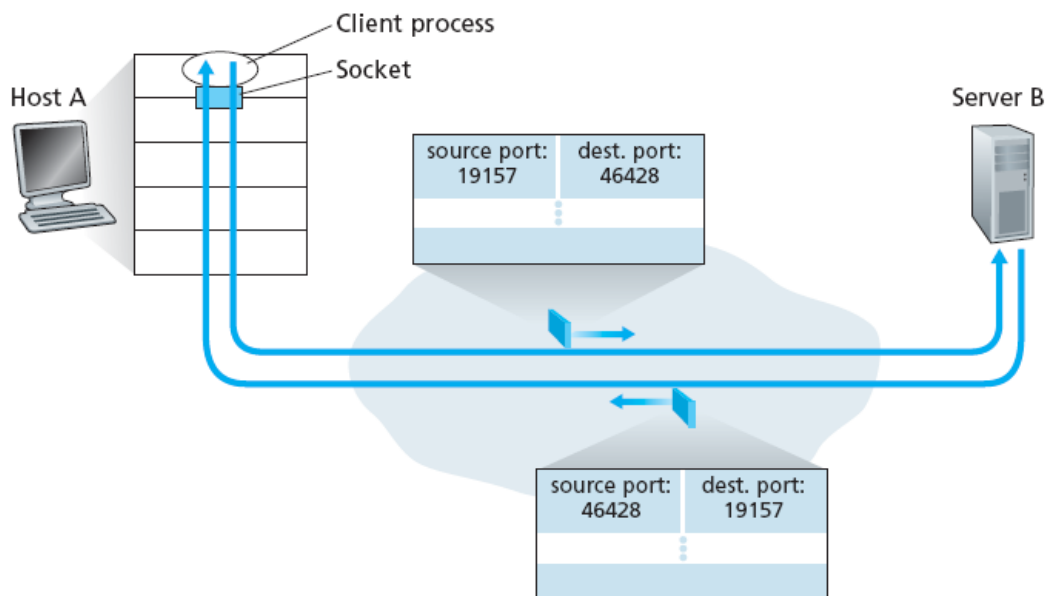 Client process
Socket
Host A
Server B
source port:
19157
dest. port:
46428
source port:
46428
dest. port:
19157